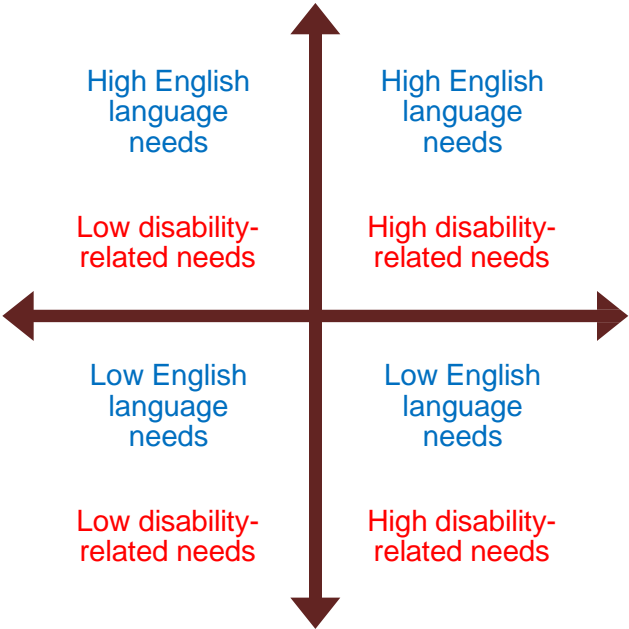 High English
language
needs
Low disability-
related needs
High English
language
needs
High disability-
related needs
Low English
language
needs
Low disability-
related needs
Low English
language
needs
High disability-
related needs